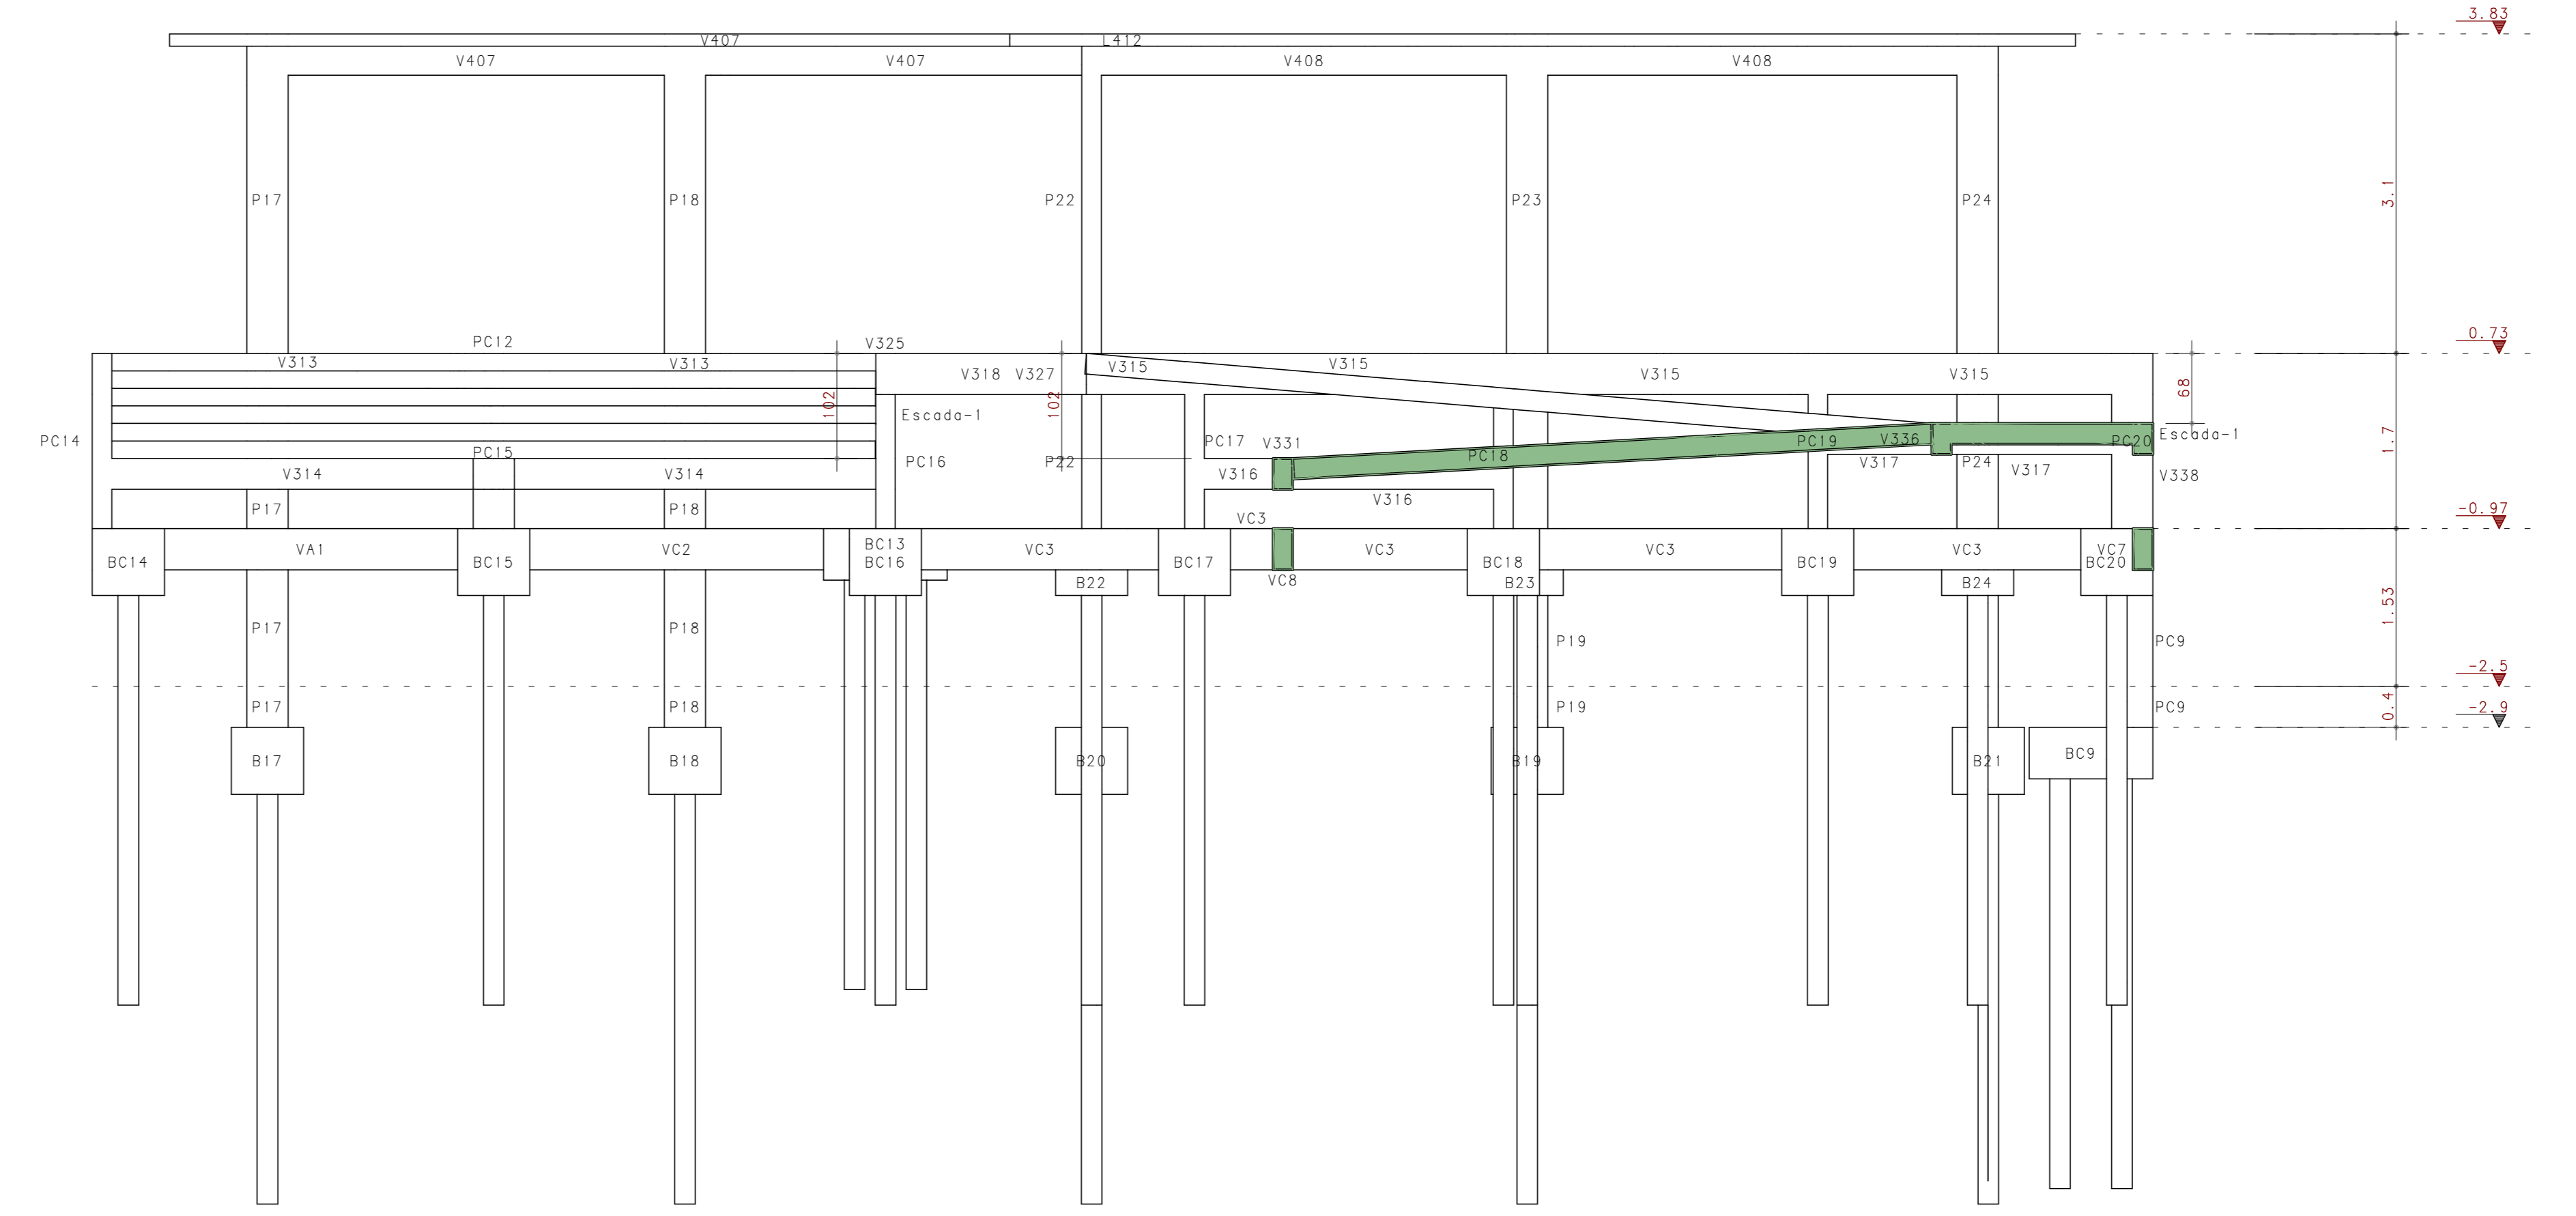 3.83
V407 L412
V407 V407 V408 V408
P17 P18 P22 P23 P24
3.1
0.73
PC12 V325
V313 V313 V318 V327 V315 V315 V315 V315
68
102 102
Escada-1
PC14 PC17 V331 PC19 V336 PC20 Escada-1
1.7
PC15 PC16 P22 PC18 V317 P24 V317
V314 V314 V316 V338
V316
P17 P18 VC3
-0.97
VA1 VC2 BC13 VC3 VC3 VC3 VC3 VC7
BC14 BC15 BC16 BC17 BC18 BC19 BC20
B22 VC8 B23 B24
1.53
P17 P18 P19 PC9
-2.5
P17 P18 P19 PC9
0.4
-2.9
B17 B18 B20 B19 B21 BC9